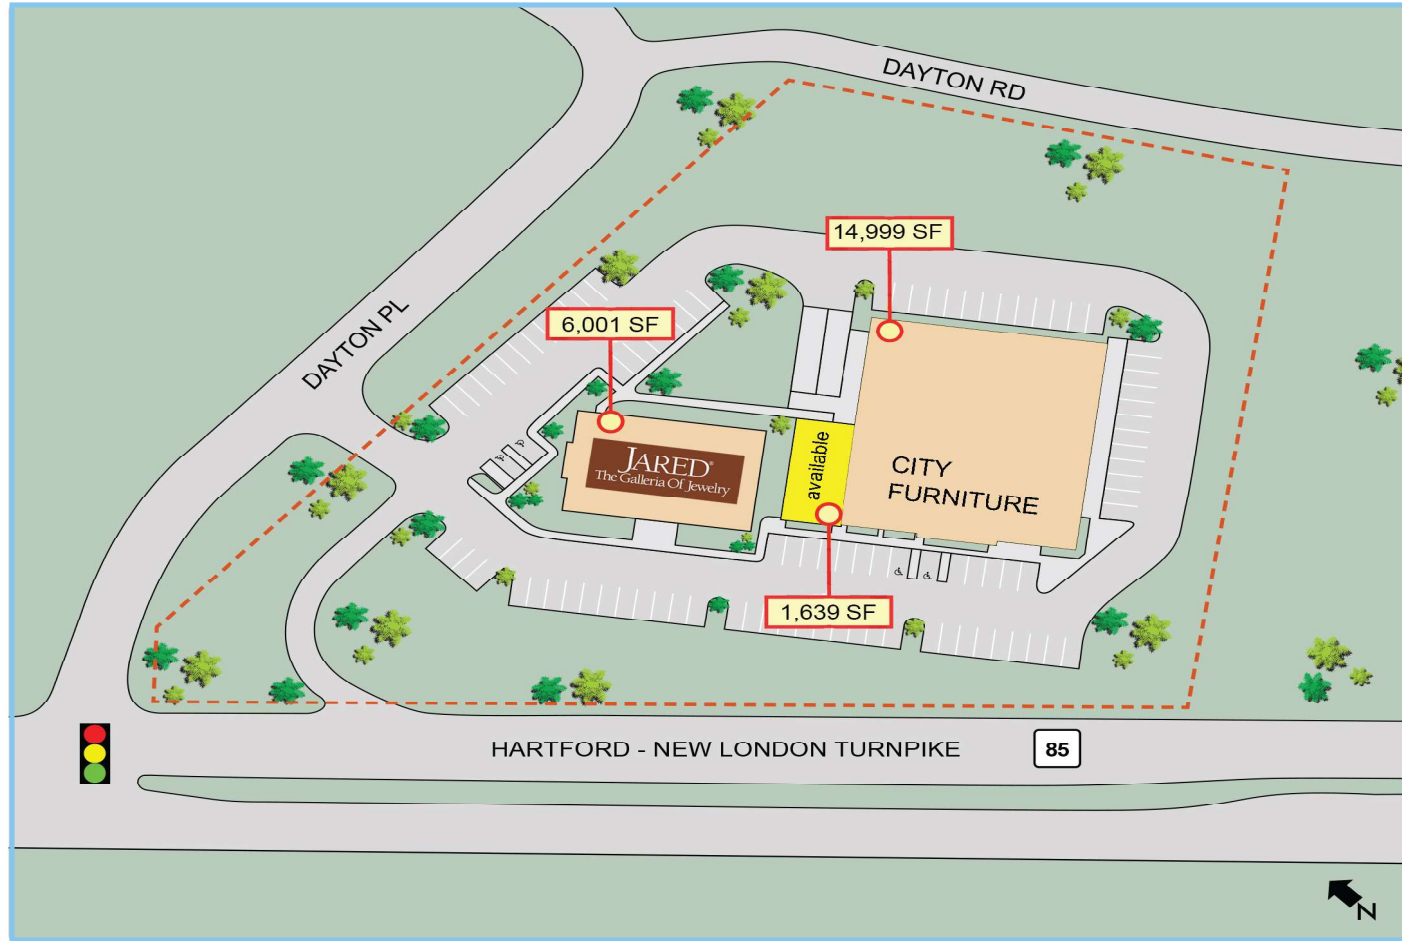 DAYTON RD
14,999 SF
6,001 SF
DAYTON PL
available
JARED®
The Galleria Of Jewelry
CITY
FURNITURE
1,639 SF
HARTFORD - NEW LONDON TURNPIKE
85
N